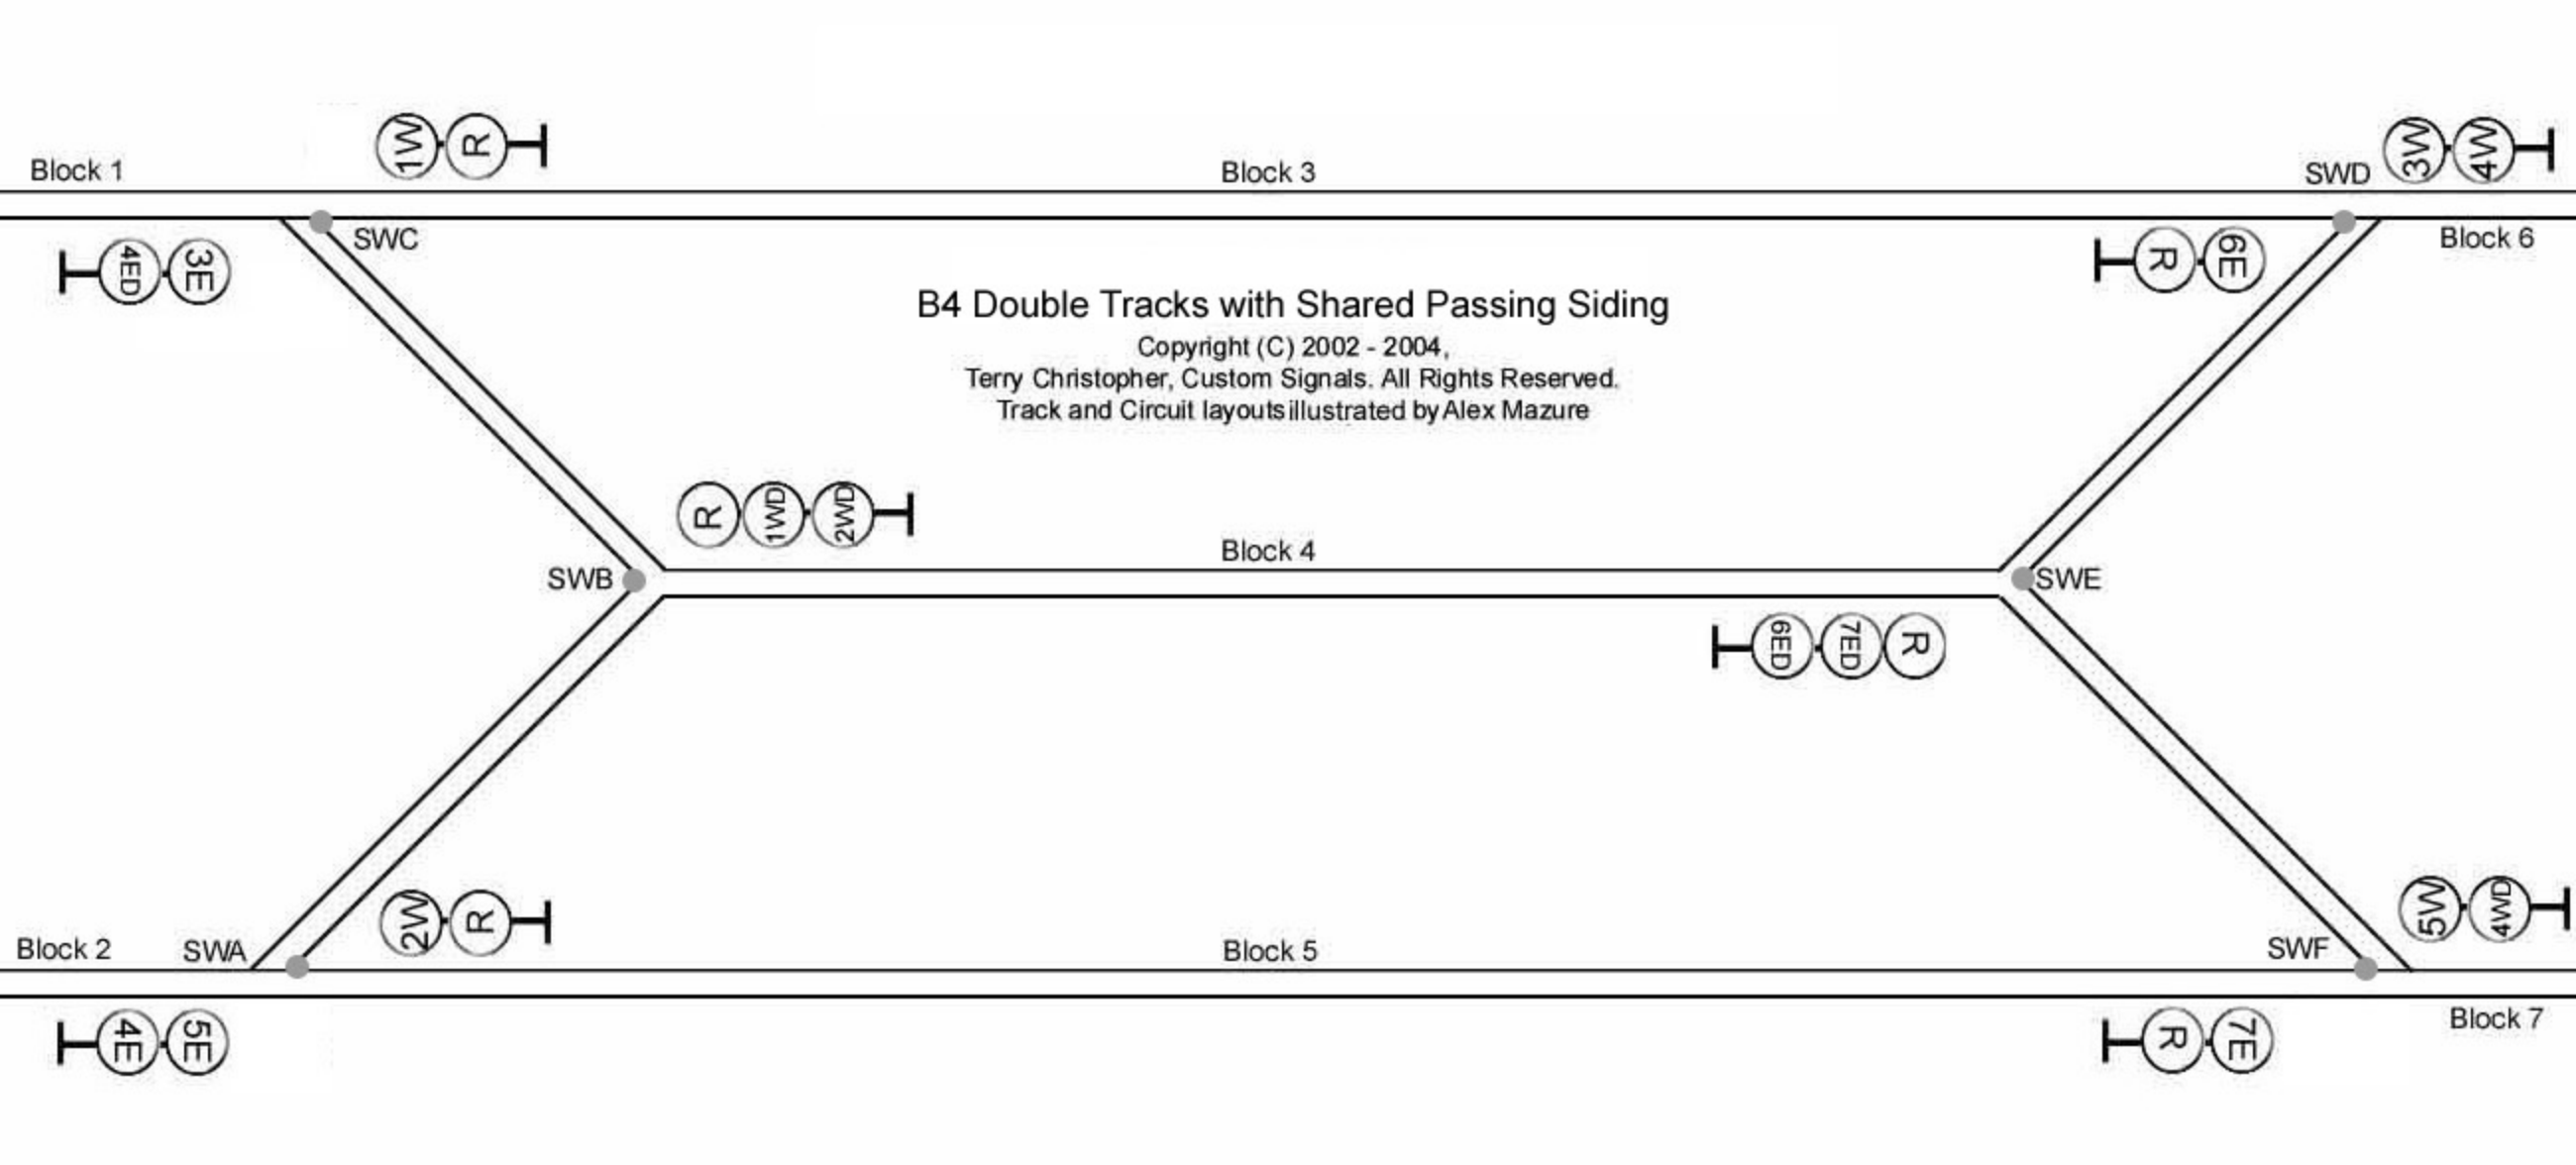 1W R
3W 4W
Block 1
Block 3
SWD
SWC
Block 6
4ED 3E
R 6E
B4 Double Tracks with Shared Passing Siding
Copyright (C) 2002 - 2004,
Terry Christopher, Custom Signals. All Rights Reserved.
Track and Circuit layouts illustrated by Alex Mazure
R 1WD 2WD
Block 4
SWB
SWE
6ED 7ED R
2W R
5W 4WD
Block 2
SWA
Block 5
SWF
4E 5E
R 7E
Block 7